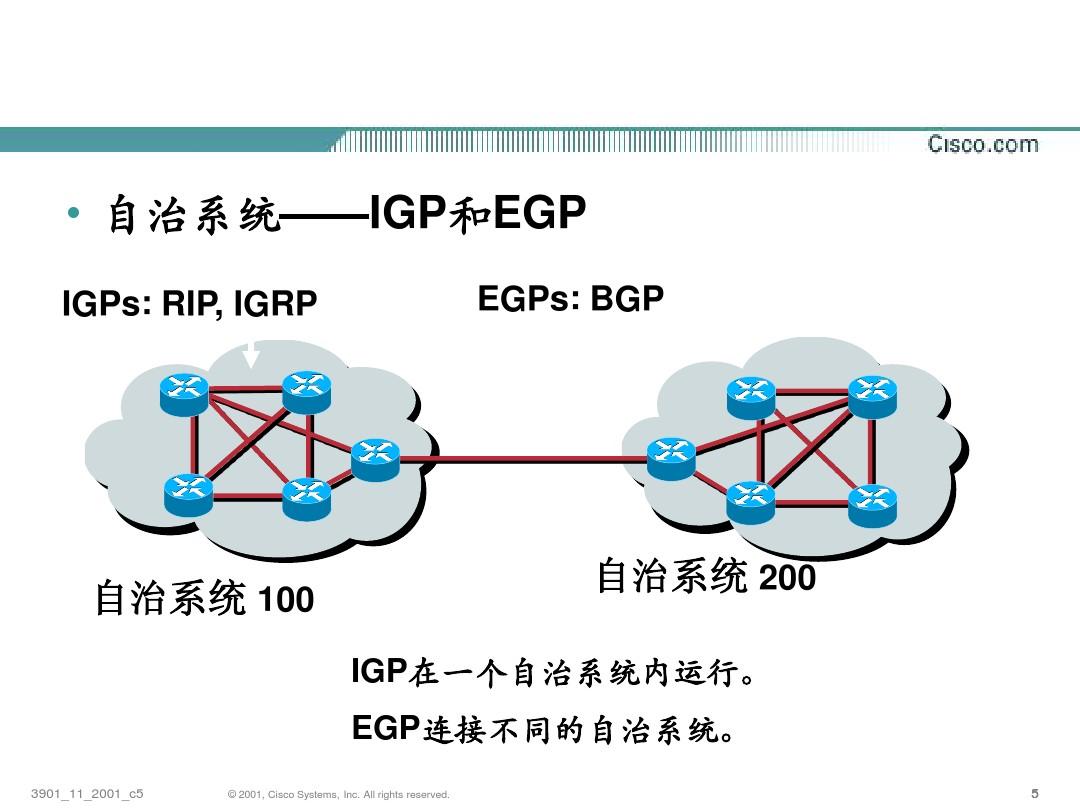 Cisco.com
• 自治系统——IGP和EGP
IGPs: RIP, IGRP
EGPs: BGP
自治系统 100
自治系统 200
IGP在一个自治系统内运行。
EGP连接不同的自治系统。
3901_11_2001_c5
© 2001, Cisco Systems, Inc. All rights reserved.
5